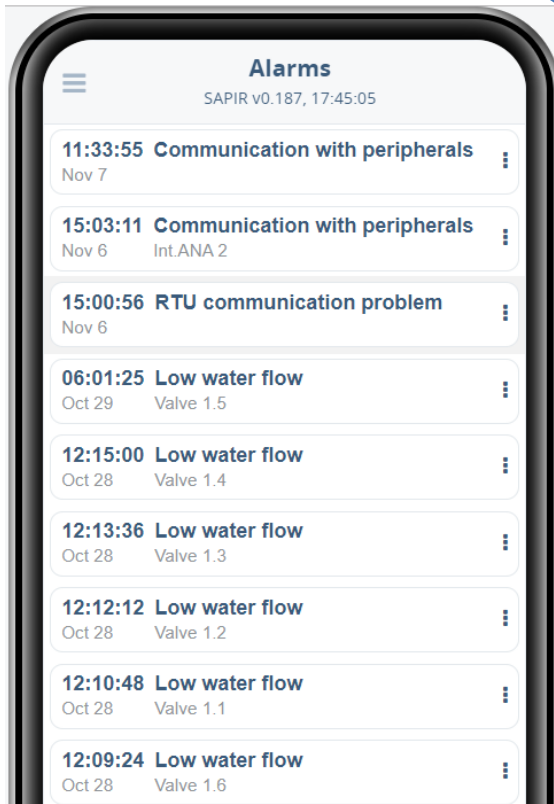 Alarms
SAPIR v0.187, 17:45:05
11:33:55 Communication with peripherals
Nov 7
15:03:11 Communication with peripherals
Nov 6 Int.ANA 2
15:00:56 RTU communication problem
Nov 6
06:01:25 Low water flow
Oct 29 Valve 1.5
12:15:00 Low water flow
Oct 28 Valve 1.4
12:13:36 Low water flow
Oct 28 Valve 1.3
12:12:12 Low water flow
Oct 28 Valve 1.2
12:10:48 Low water flow
Oct 28 Valve 1.1
12:09:24 Low water flow
Oct 28 Valve 1.6